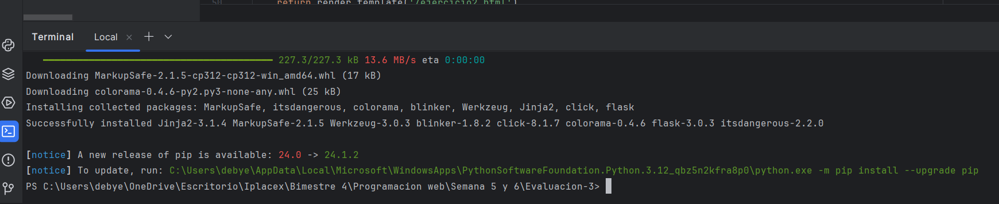 50 return render_template('/ejercicio2.html')
Terminal Local
227.3/227.3 kB 13.6 MB/s eta 0:00:00
Downloading MarkupSafe-2.1.5-cp312-cp312-win_amd64.whl (17 kB)
Downloading colorama-0.4.6-py2.py3-none-any.whl (25 kB)
Installing collected packages: MarkupSafe, itsdangerous, colorama, blinker, Werkzeug, Jinja2, click, flask
Successfully installed Jinja2-3.1.4 MarkupSafe-2.1.5 Werkzeug-3.0.3 blinker-1.8.2 click-8.1.7 colorama-0.4.6 flask-3.0.3 itsdangerous-2.2.0
[notice] A new release of pip is available: 24.0 -> 24.1.2
[notice] To update, run: C:\Users\debye\AppData\Local\Microsoft\WindowsApps\PythonSoftwareFoundation.Python.3.12_qbz5n2kfra8p0\python.exe -m pip install --upgrade pip
PS C:\Users\debye\OneDrive\Escritorio\Iplacex\Bimestre 4\Programacion web\Semana 5 y 6\Evaluacion-3>